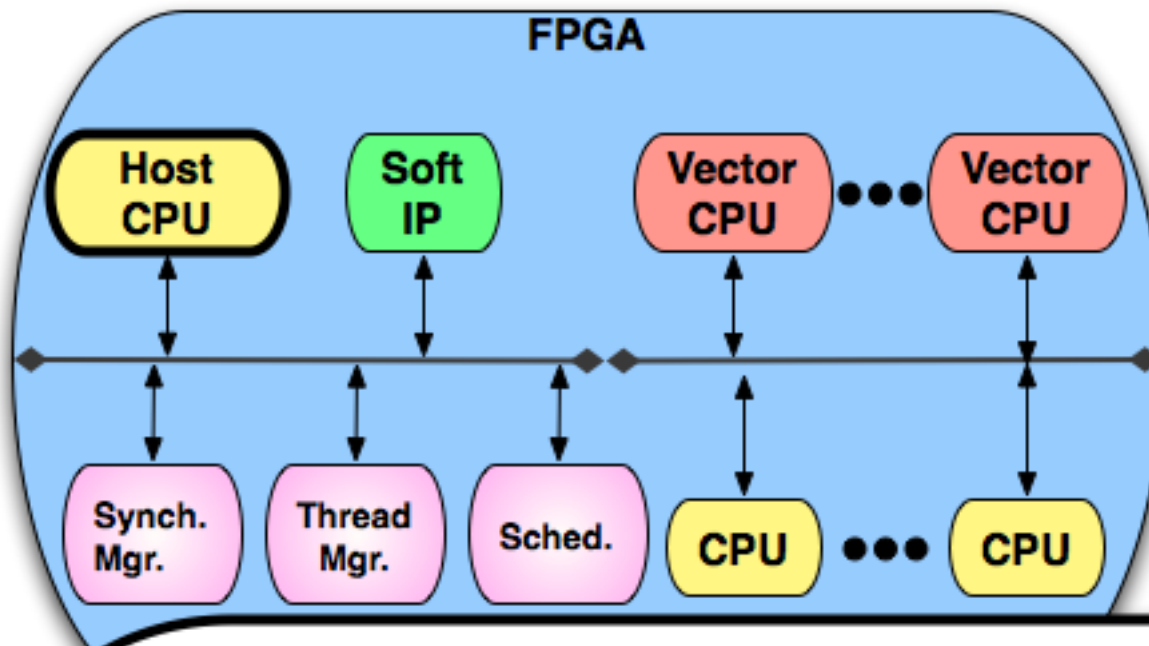 FPGA
Host
CPU
Soft
IP
Vector
CPU
Vector
CPU
Synch.
Mgr.
Thread
Mgr.
Sched.
CPU
CPU